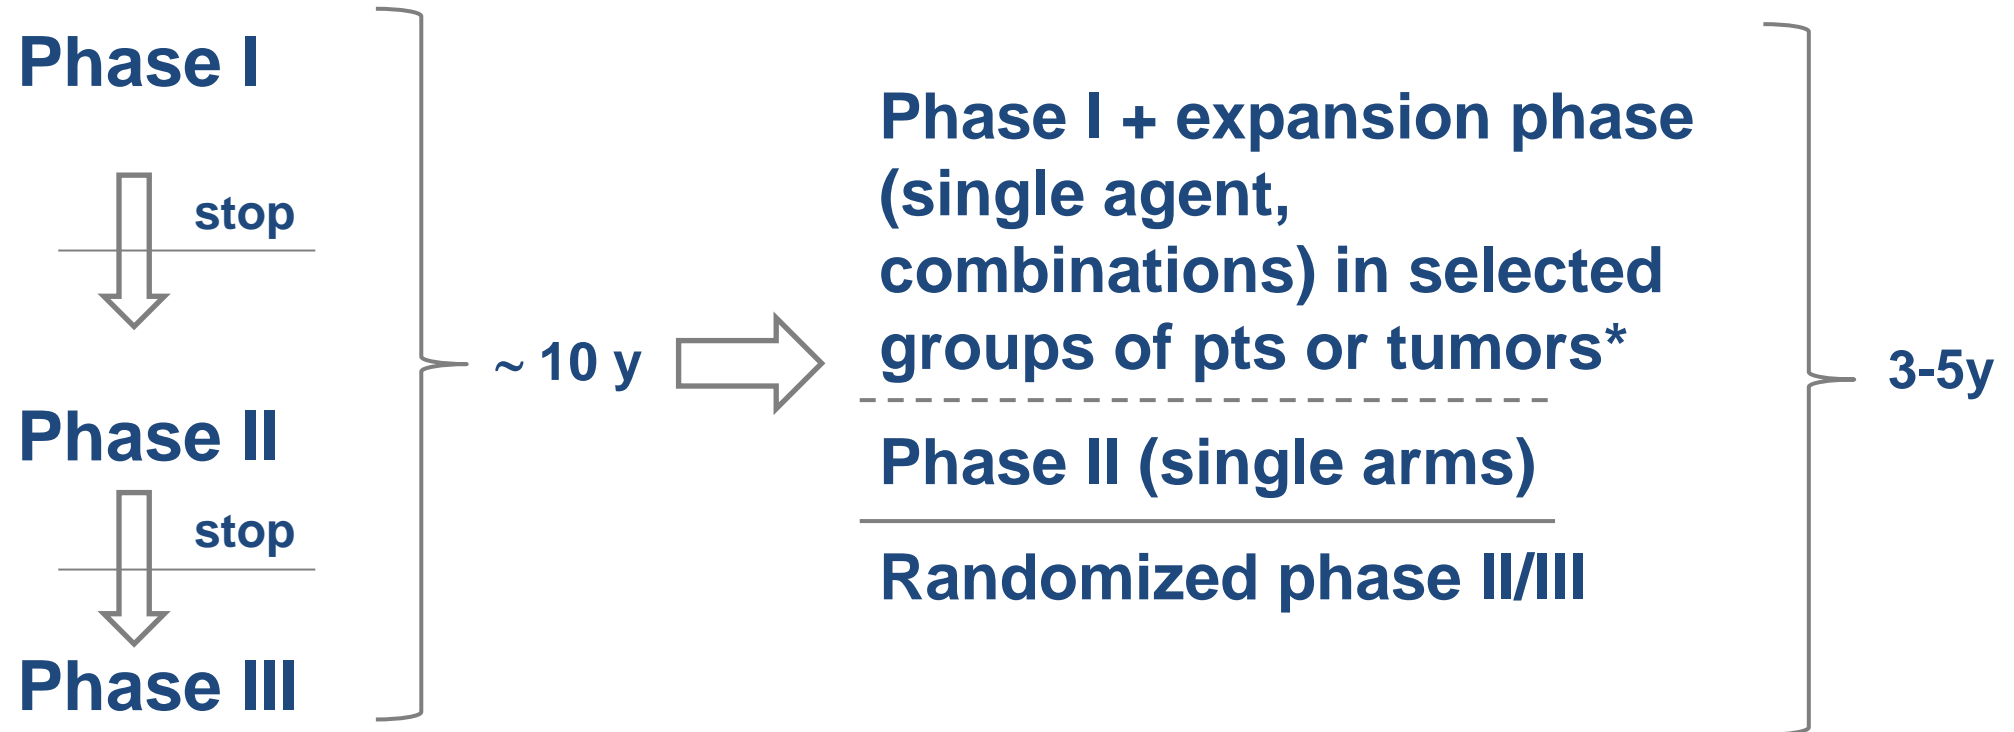 Phase I
stop
Phase II
stop
Phase III
~ 10 y
Phase I + expansion phase
(single agent,
combinations) in selected
groups of pts or tumors*
Phase II (single arms)
Randomized phase II/III
3-5y